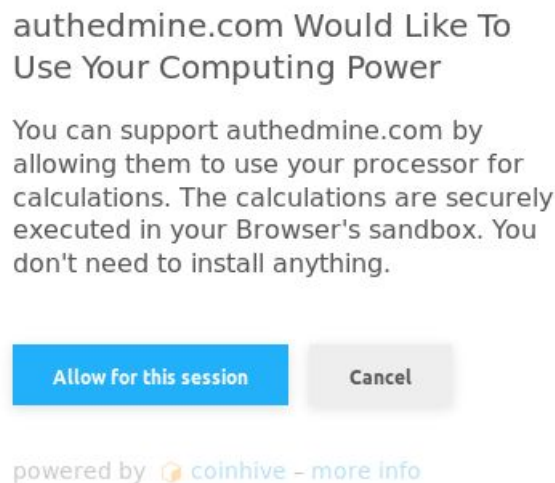 authedmine.com Would Like To
Use Your Computing Power
You can support authedmine.com by
allowing them to use your processor for
calculations. The calculations are securely
executed in your Browser's sandbox. You
don't need to install anything.
Allow for this session Cancel
powered by coinhive – more info